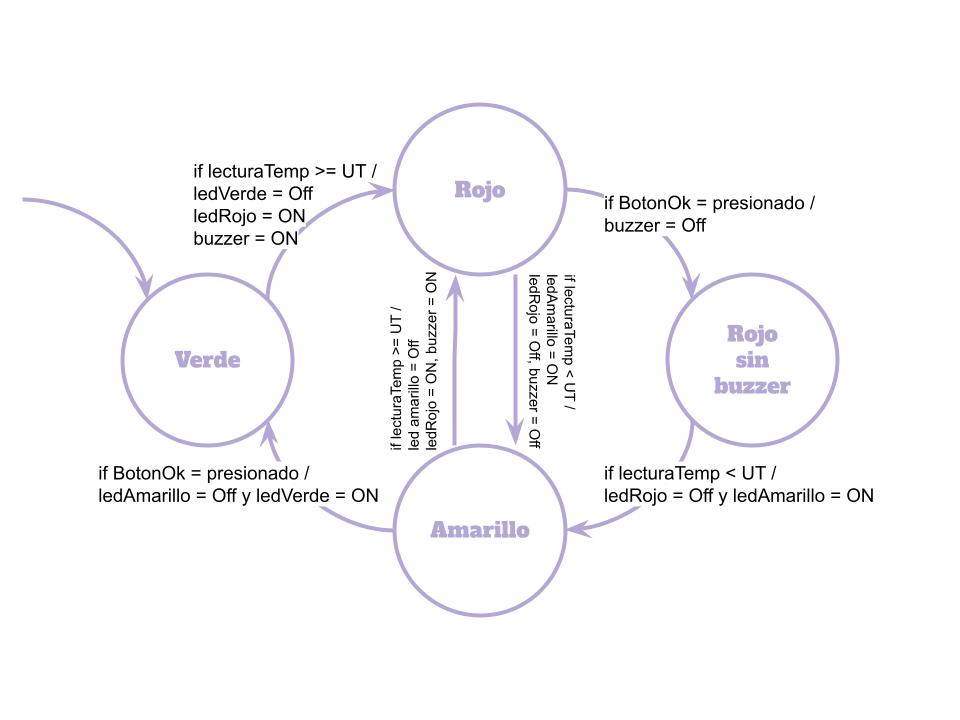 Rojo
if lecturaTemp >= UT /
ledVerde = Off
ledRojo = ON
buzzer = ON
if BotonOk = presionado /
buzzer = Off
Verde
if lecturaTemp >= UT /
led amarillo = Off
ledRojo = ON, buzzer = ON
if lecturaTemp < UT /
ledAmarillo = ON
ledRojo = Off, buzzer = Off
Rojo
sin
buzzer
if BotonOk = presionado /
ledAmarillo = Off y ledVerde = ON
if lecturaTemp < UT /
ledRojo = Off y ledAmarillo = ON
Amarillo